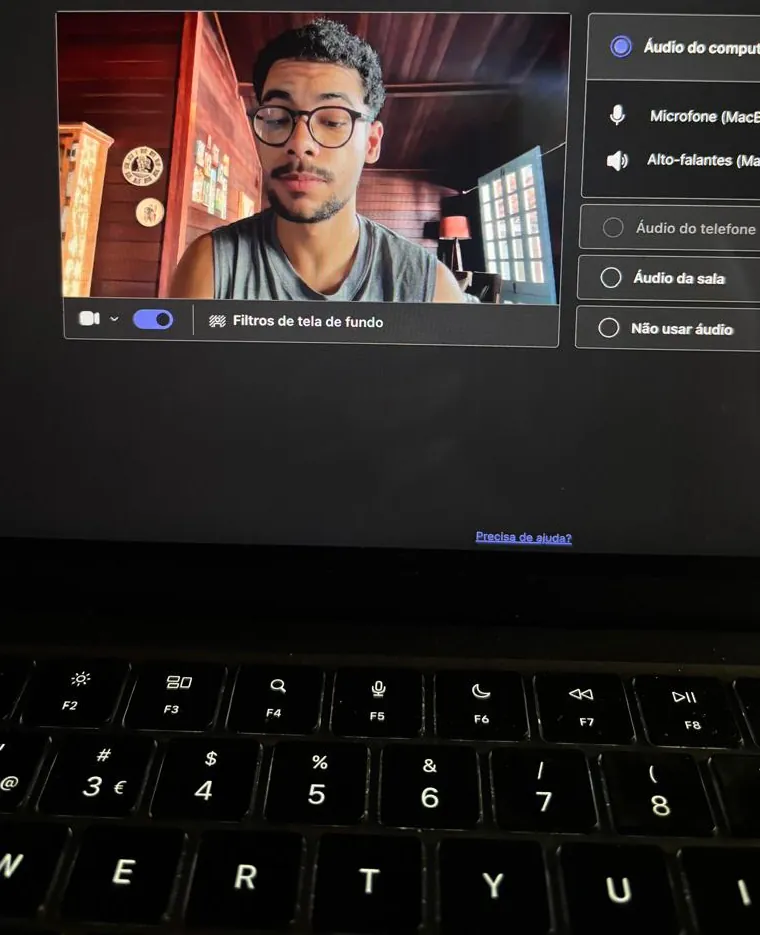 Áudio do comput
Microfone (MacB
Alto-falantes (Ma
Áudio do telefone
Áudio da sala
Filtros de tela de fundo
Não usar áudio
Precisa de ajuda?
F2 F3 F4 F5 F6 F7 F8
# $ % & / (
@ 3 € 4 5 6 7 8
W E R T Y U I